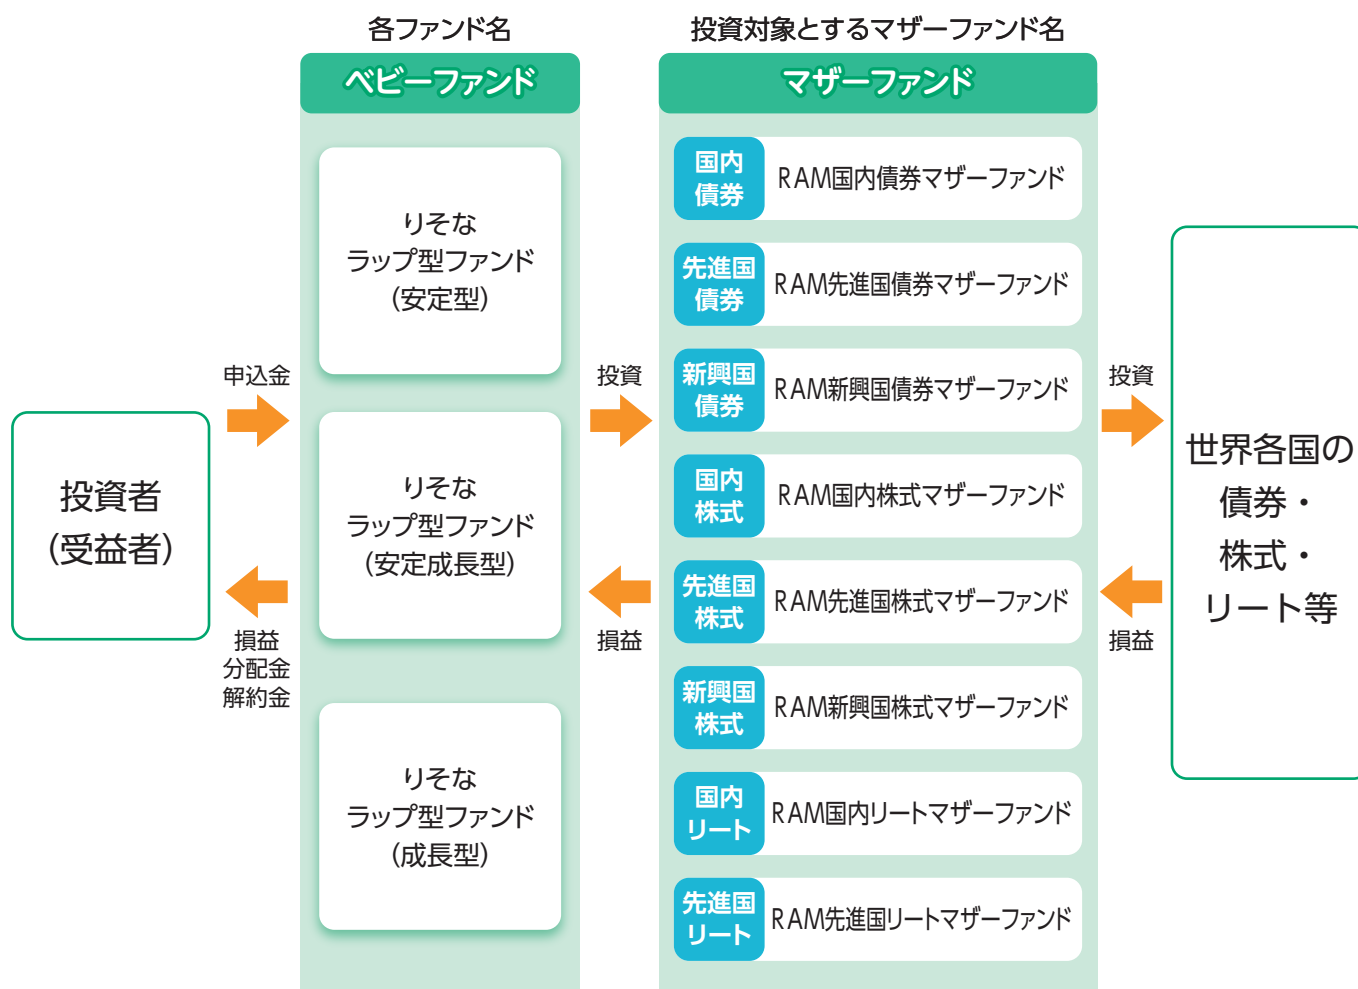 各ファンド名
ベビーファンド
りそな
ラップ型ファンド
(安定型)
りそな
ラップ型ファンド
(安定成長型)
りそな
ラップ型ファンド
(成長型)
投資対象とするマザーファンド名
マザーファンド
国内
債券
RAM国内債券マザーファンド
先進国
債券
RAM先進国債券マザーファンド
新興国
債券
RAM新興国債券マザーファンド
国内
株式
RAM国内株式マザーファンド
先進国
株式
RAM先進国株式マザーファンド
新興国
株式
RAM新興国株式マザーファンド
国内
リート
RAM国内リートマザーファンド
先進国
リート
RAM先進国リートマザーファンド
投資者
(受益者)
申込金
損益
分配金
解約金
投資
損益
投資
損益
世界各国の
債券・
株式・
リート等